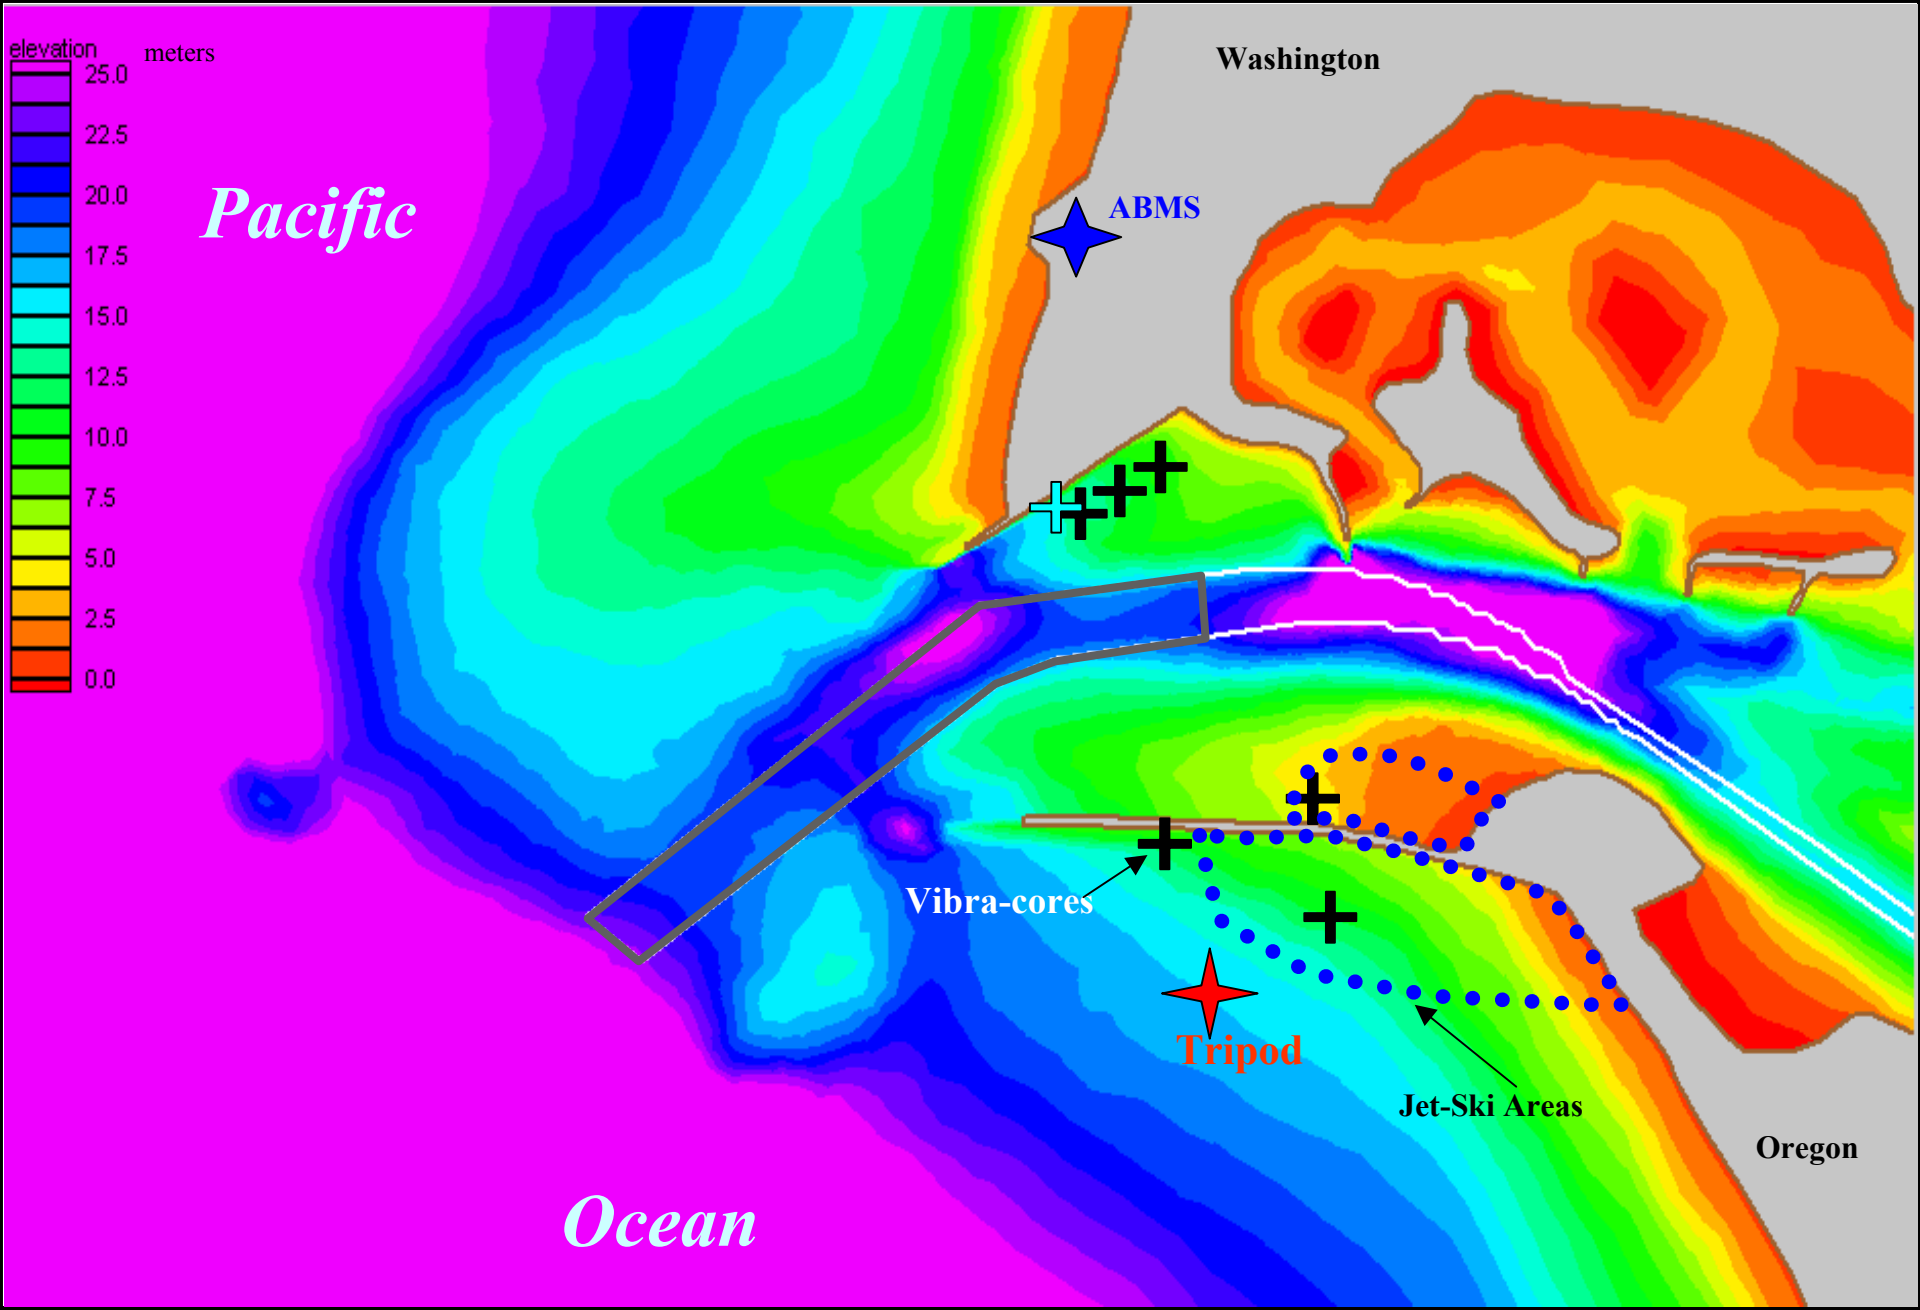 elevation meters
25.0
22.5
20.0
17.5
15.0
12.5
10.0
7.5
5.0
2.5
0.0
Washington
Pacific
ABMS
Vibra-cores
Tripod
Jet-Ski Areas
Oregon
Ocean